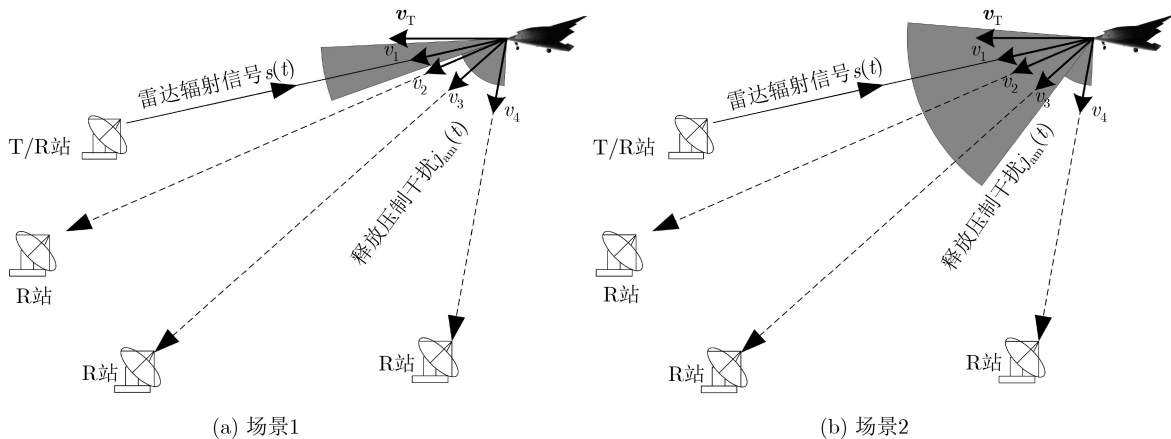 v_T
v_1
v_2
v_3
v_4
雷达辐射信号s(t)
T/R站
释放压制干扰j_am(t)
R站
R站
R站
(a) 场景1
v_T
v_1
v_2
v_3
v_4
雷达辐射信号s(t)
T/R站
释放压制干扰j_am(t)
R站
R站
R站
(b) 场景2